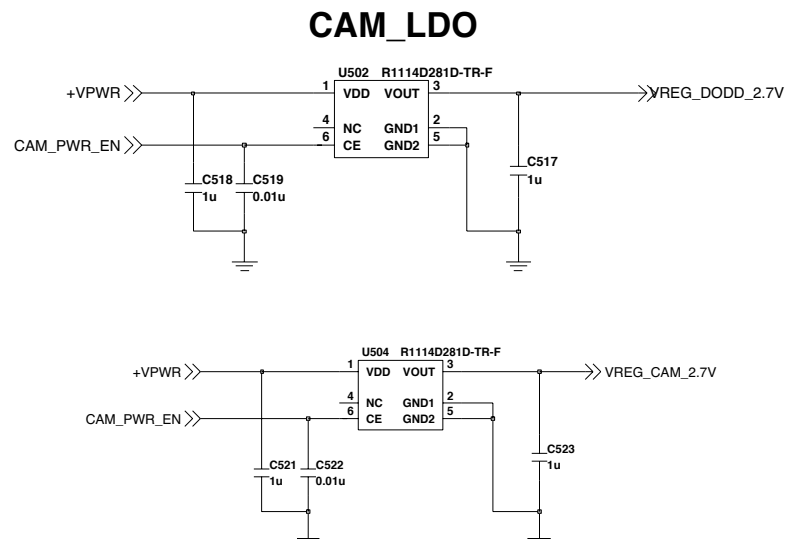 CAM_LDO
U502 R1114D281D-TR-F
+VPWR 1 VDD VOUT 3 VREG_DODD_2.7V
4 NC GND1 2
CAM_PWR_EN 6 CE GND2 5
C518 C519 C517
1u 0.01u 1u
U504 R1114D281D-TR-F
+VPWR 1 VDD VOUT 3 VREG_CAM_2.7V
4 NC GND1 2
CAM_PWR_EN 6 CE GND2 5
C521 C522 C523
1u 0.01u 1u